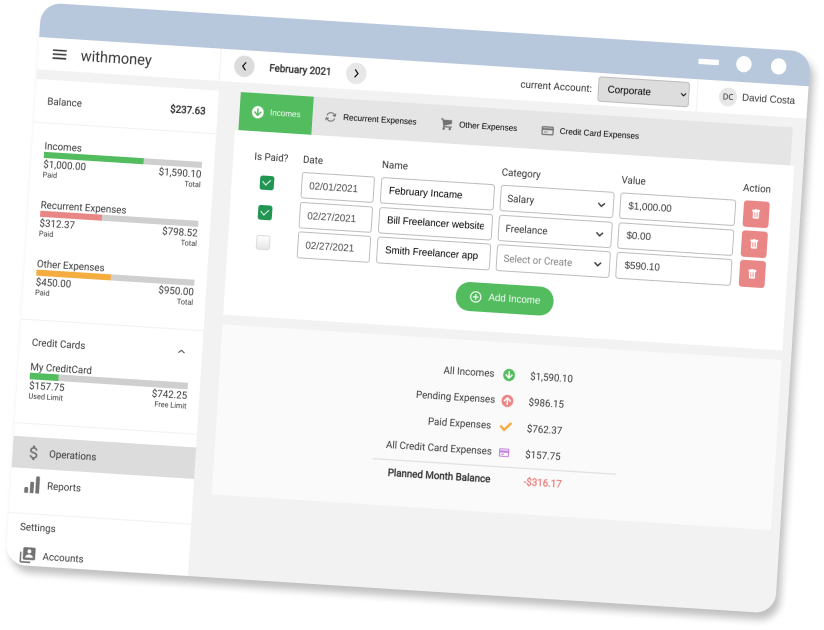 withmoney
February 2021
current Account:
Corporate
DC
David Costa
Balance
$237.63
Incomes
$1,000.00
$1,590.10
Paid
Total
Recurrent Expenses
$312.37
$798.52
Paid
Total
Other Expenses
$450.00
$950.00
Paid
Total
Credit Cards
My CreditCard
$157.75
$742.25
Used Limit
Free Limit
Operations
Reports
Settings
Accounts
Incomes
Recurrent Expenses
Other Expenses
Credit Card Expenses
Is Paid?
Date
Name
Category
Value
Action
02/01/2021
February Incame
Salary
$1,000.00
02/27/2021
Bill Freelancer website
Freelance
$0.00
02/27/2021
Smith Freelancer app
Select or Create
$590.10
Add Income
All Incomes
$1,590.10
Pending Expenses
$986.15
Paid Expenses
$762.37
All Credit Card Expenses
$157.75
Planned Month Balance
-$316.17